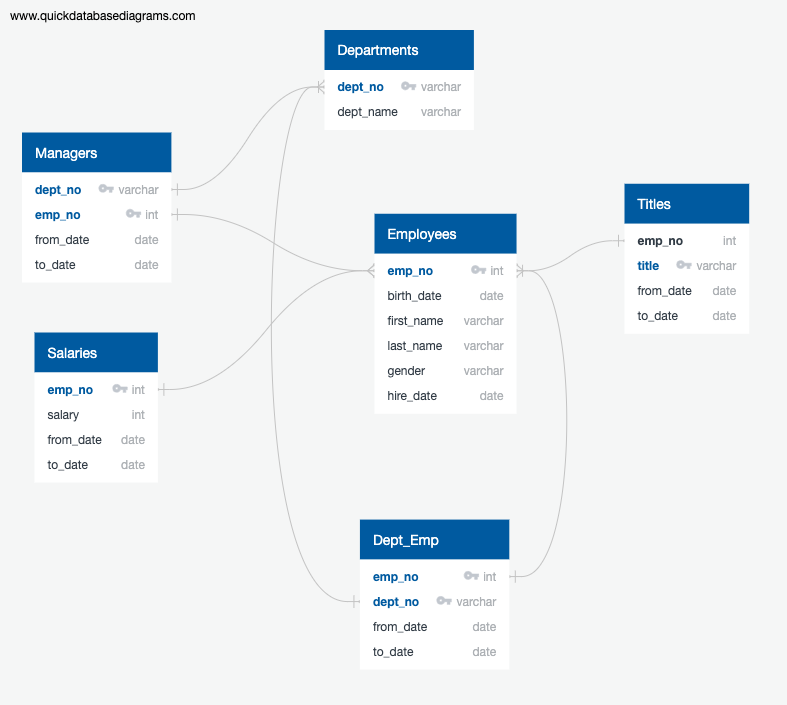 www.quickdatabasediagrams.com
Departments
dept_no varchar
dept_name varchar
Managers
dept_no varchar
emp_no int
from_date date
to_date date
Titles
emp_no int
title varchar
from_date date
to_date date
Employees
emp_no int
birth_date date
first_name varchar
last_name varchar
gender varchar
hire_date date
Salaries
emp_no int
salary int
from_date date
to_date date
Dept_Emp
emp_no int
dept_no varchar
from_date date
to_date date